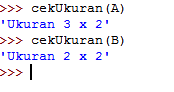 >>> cekUkuran(A)
'Ukuran 3 x 2'
>>> cekUkuran(B)
'Ukuran 2 x 2'
>>>